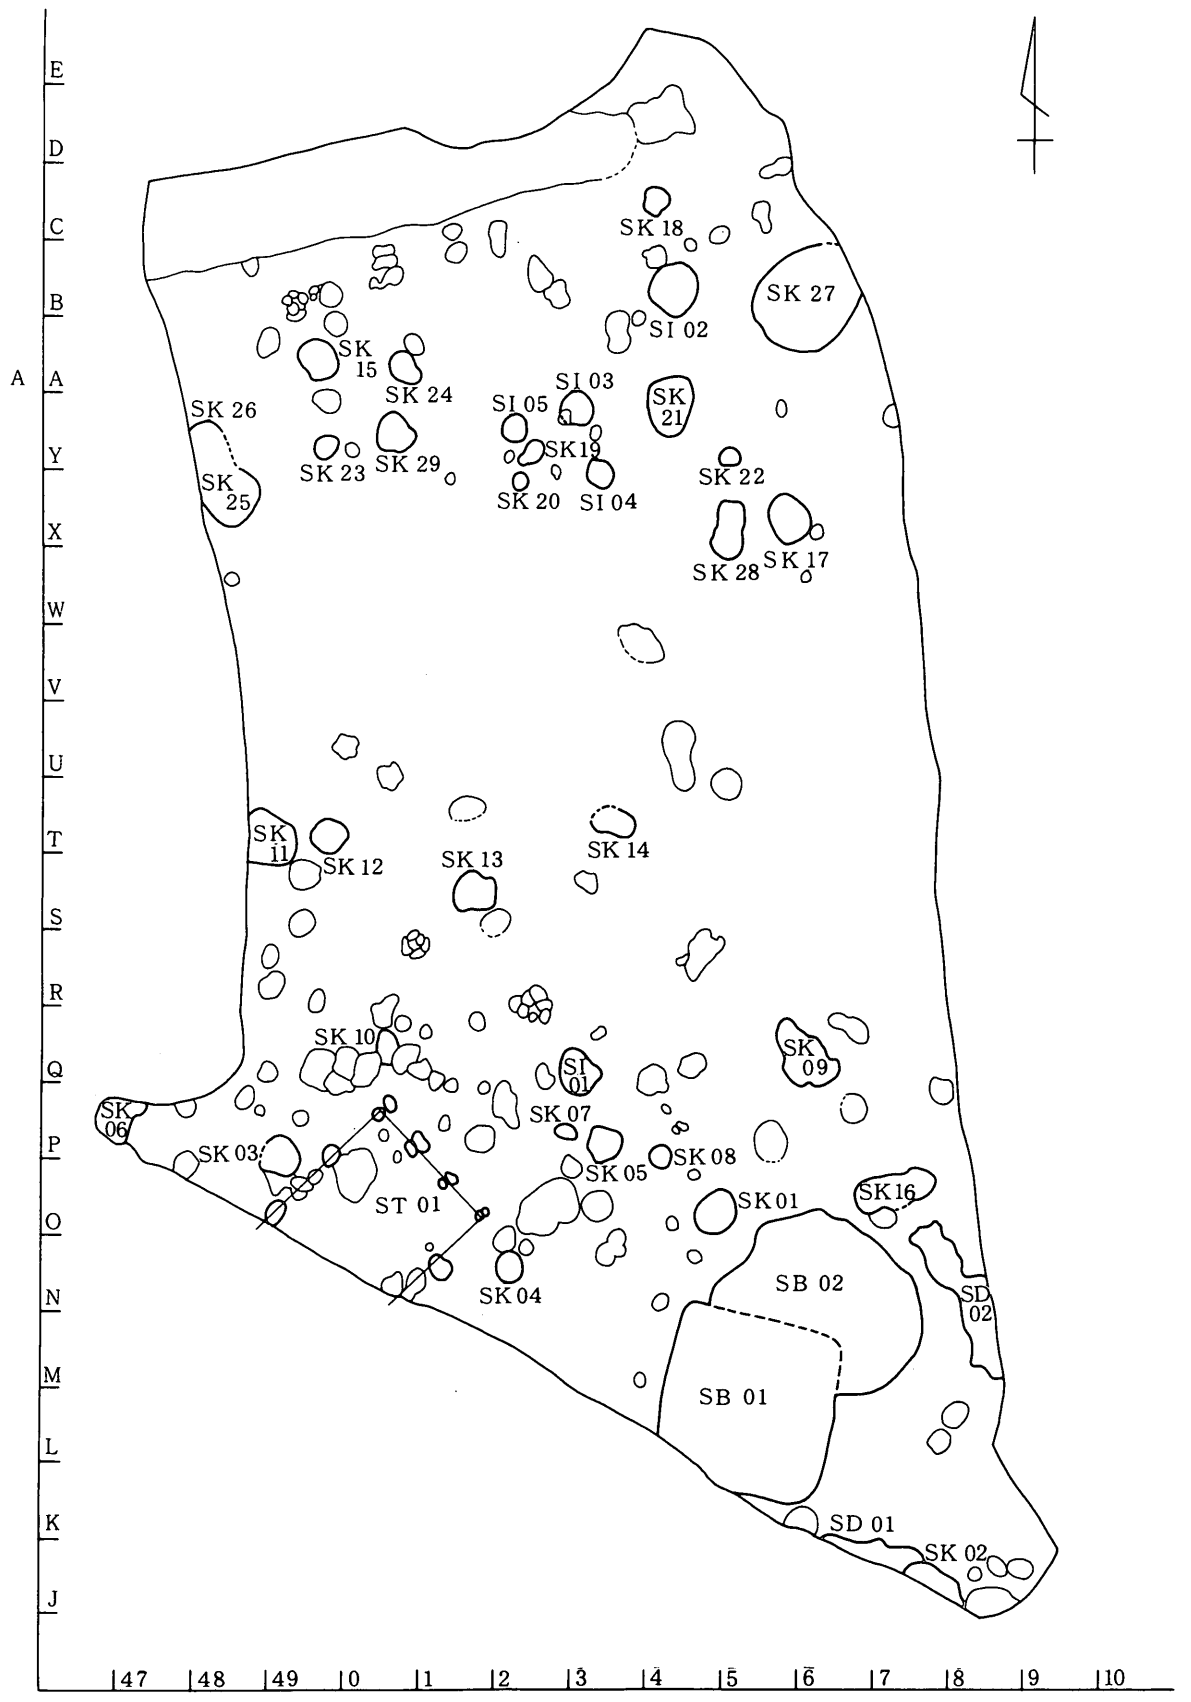 E
D
C
SK 18
B
SK 27
SI 02
SK
15
A
A
SK 24
SI 03
SK
21
SK 26
SI 05
Y
SK 23
SK 29
SK19
SK 22
SK
25
SK 20
SI 04
X
SK 28
SK 17
W
V
U
T
SK
11
SK 12
SK 13
SK 14
S
R
SK 10
SK
09
Q
SI
01
SK
06
SK 07
P
SK 03
SK 05
SK 08
ST 01
SK 01
SK16
O
SK 04
SB 02
SD
02
N
M
SB 01
L
K
SD 01
SK 02
J
47 48 49 0 1 2 3 4 5 6 7 8 9 10